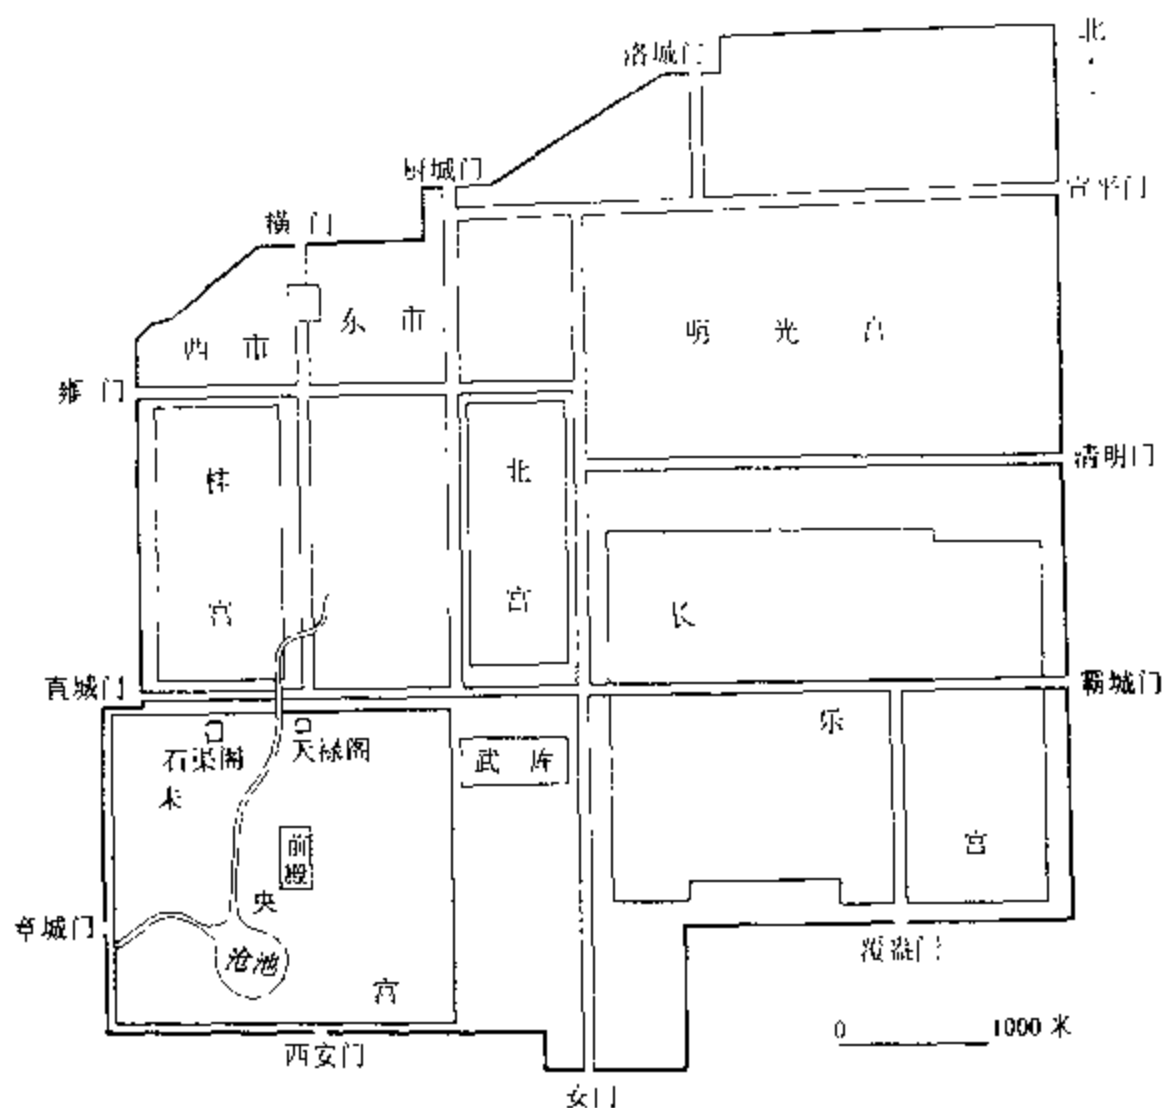 北
洛城门
厨城门
宣平门
横门
东市
西市
明光宫
雍门
清明门
桂宫
北宫
长乐宫
直城门
霸城门
石渠阁
天禄阁
武库
未央宫
前殿
章城门
沧池
覆盎门
西安门
安门
0 1000 米